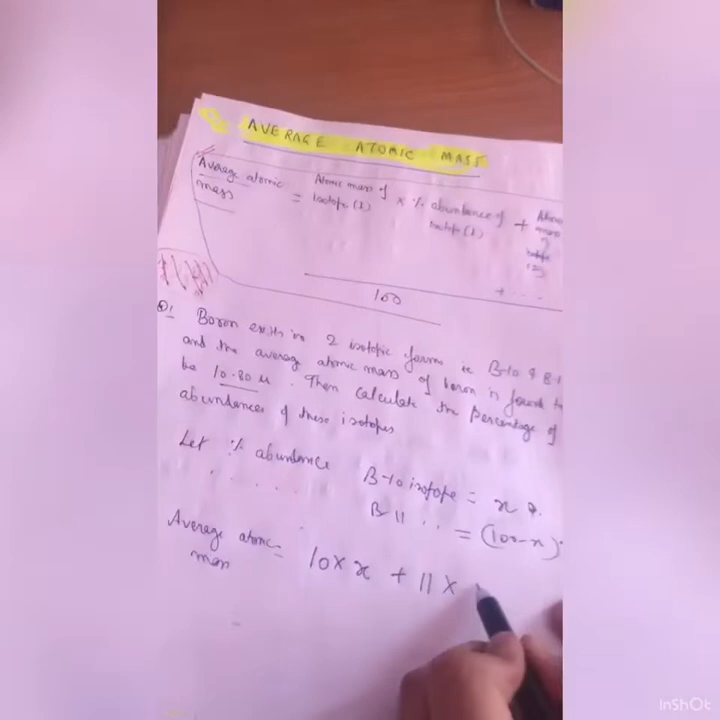 AVERAGE ATOMIC MASS
Average atomic mass = Atomic mass of Isotope (1) × % abundance of Isotope (1) +
+ ....
100
Q1 Boron exists in 2 isotopic forms ie B-10 & B-1
and the average atomic mass of boron is found to
be 10.80 u. Then calculate the percentage of
abundances of these isotopes
Let % abundance B-10 isotope = x %.
B 11 .. = (100-x)
Average atomic mass = 10 × x + 11 ×
InShOt